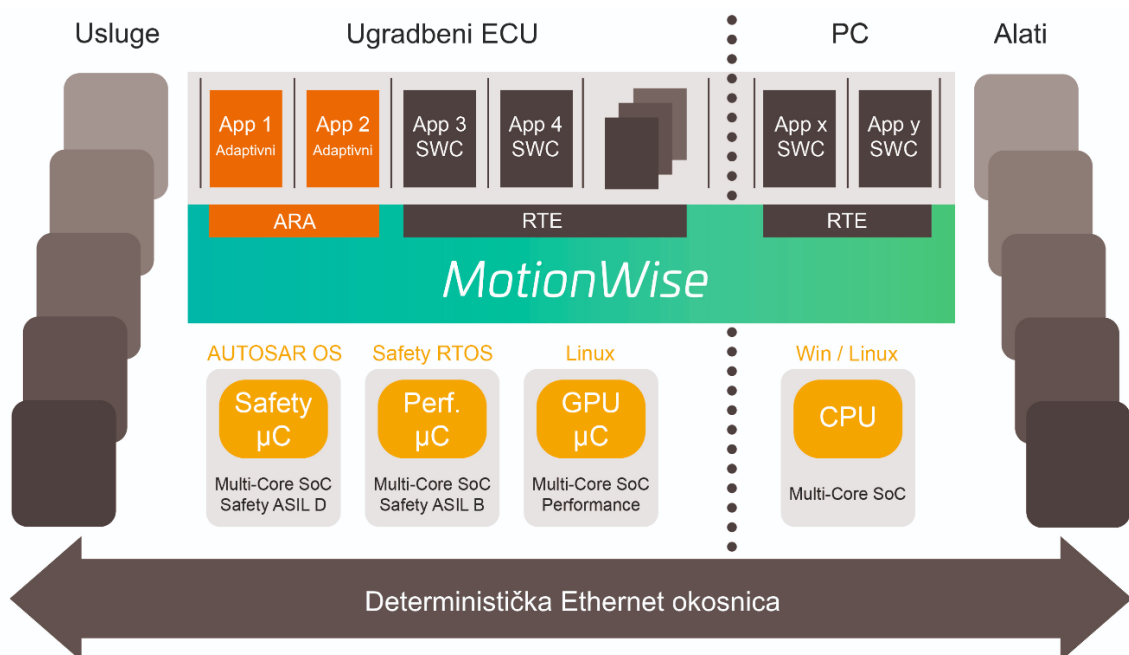 Usluge
Ugradbeni ECU
PC
Alati
App 1
Adaptivni
App 2
Adaptivni
App 3
SWC
App 4
SWC
App x
SWC
App y
SWC
ARA
RTE
RTE
MotionWise
AUTOSAR OS
Safety
µC
Multi-Core SoC
Safety ASIL D
Safety RTOS
Perf.
µC
Multi-Core SoC
Safety ASIL B
Linux
GPU
µC
Multi-Core SoC
Performance
Win / Linux
CPU
Multi-Core SoC
Deterministička Ethernet okosnica